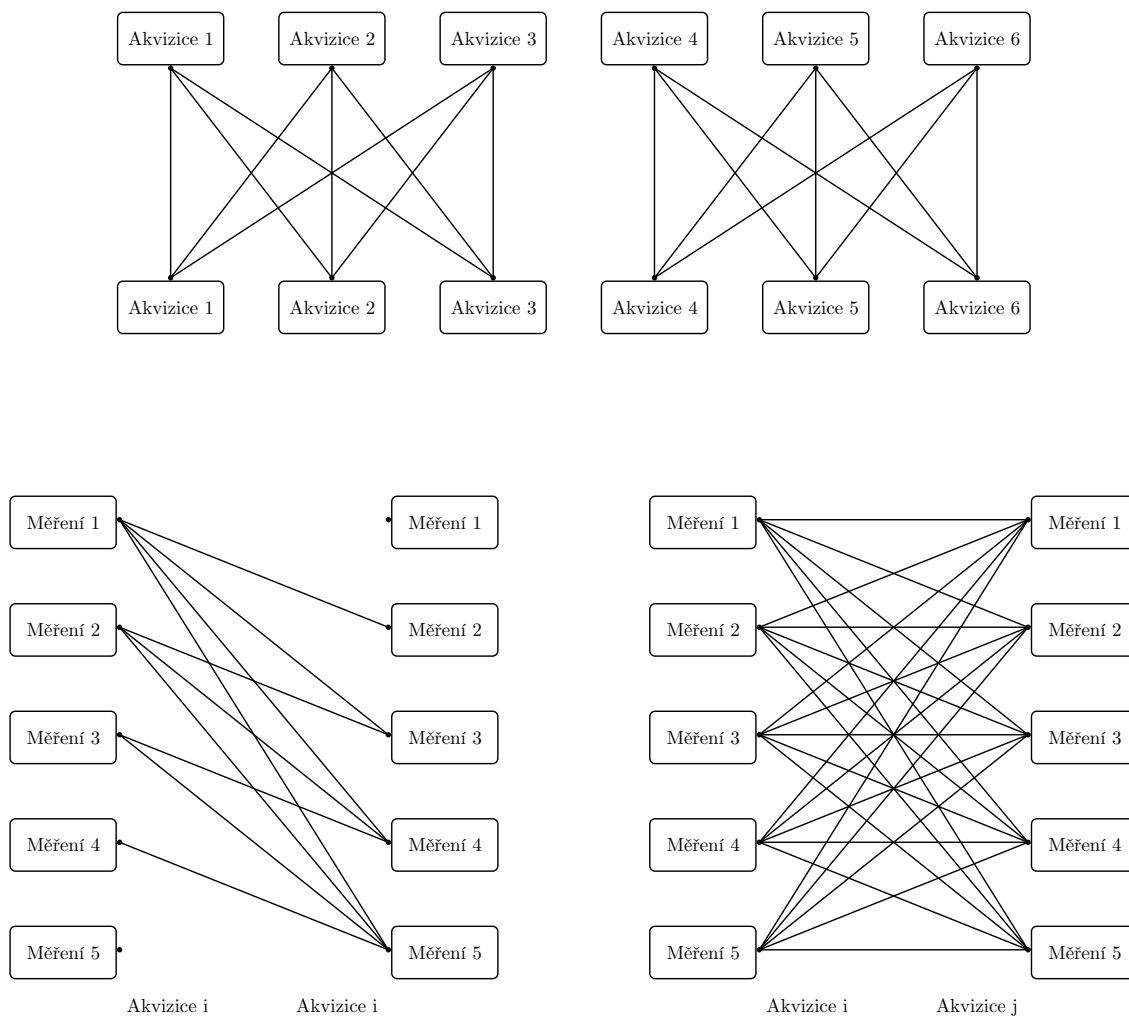 Akvizice 1 Akvizice 2 Akvizice 3 Akvizice 4 Akvizice 5 Akvizice 6
Akvizice 1 Akvizice 2 Akvizice 3 Akvizice 4 Akvizice 5 Akvizice 6
Měření 1 Měření 1 Měření 1 Měření 1
Měření 2 Měření 2 Měření 2 Měření 2
Měření 3 Měření 3 Měření 3 Měření 3
Měření 4 Měření 4 Měření 4 Měření 4
Měření 5 Měření 5 Měření 5 Měření 5
Akvizice i Akvizice i Akvizice i Akvizice j